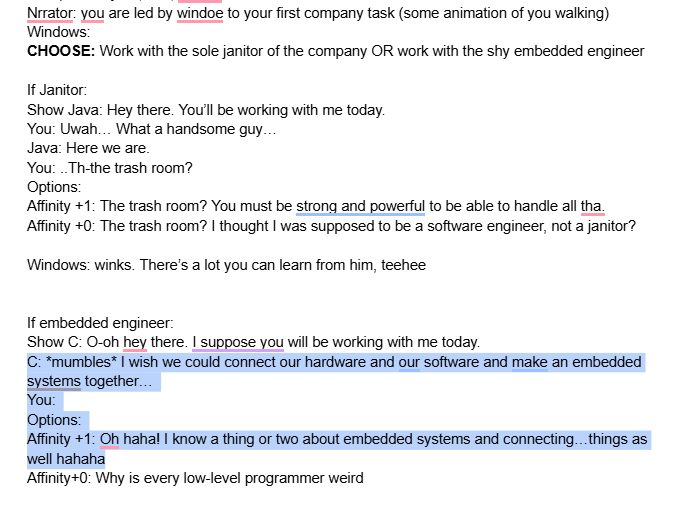 Nrrator: you are led by windoe to your first company task (some animation of you walking)
Windows:
CHOOSE: Work with the sole janitor of the company OR work with the shy embedded engineer
If Janitor:
Show Java: Hey there. You'll be working with me today.
You: Uwah… What a handsome guy…
Java: Here we are.
You: ..Th-the trash room?
Options:
Affinity +1: The trash room? You must be strong and powerful to be able to handle all tha.
Affinity +0: The trash room? I thought I was supposed to be a software engineer, not a janitor?
Windows: winks. There's a lot you can learn from him, teehee
If embedded engineer:
Show C: O-oh hey there. I suppose you will be working with me today.
C: *mumbles* I wish we could connect our hardware and our software and make an embedded
systems together…
You:
Options:
Affinity +1: Oh haha! I know a thing or two about embedded systems and connecting…things as
well hahaha
Affinity+0: Why is every low-level programmer weird